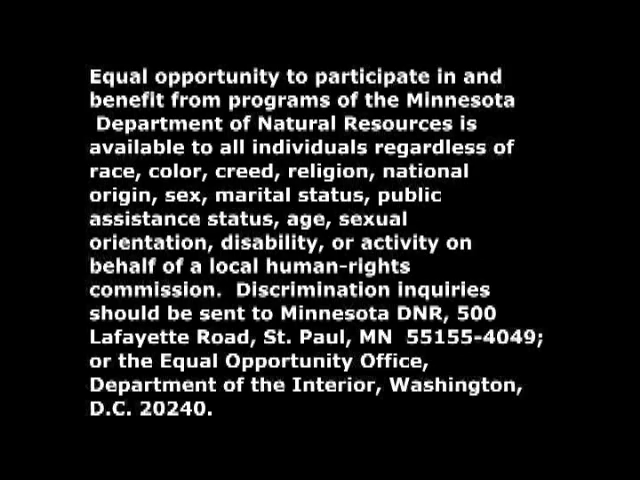 Equal opportunity to participate in and
benefit from programs of the Minnesota
Department of Natural Resources is
available to all individuals regardless of
race, color, creed, religion, national
origin, sex, marital status, public
assistance status, age, sexual
orientation, disability, or activity on
behalf of a local human-rights
commission.  Discrimination inquiries
should be sent to Minnesota DNR, 500
Lafayette Road, St. Paul, MN  55155-4049;
or the Equal Opportunity Office,
Department of the Interior, Washington,
D.C. 20240.